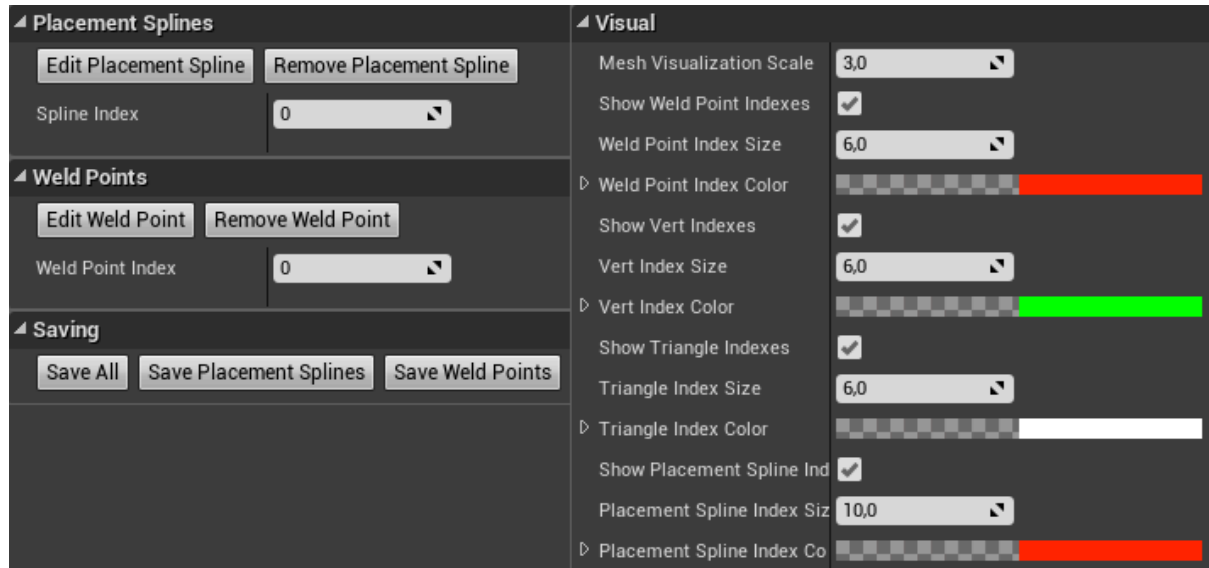 Placement Splines
Edit Placement Spline Remove Placement Spline
Spline Index 0
Weld Points
Edit Weld Point Remove Weld Point
Weld Point Index 0
Saving
Save All Save Placement Splines Save Weld Points
Visual
Mesh Visualization Scale 3,0
Show Weld Point Indexes
Weld Point Index Size 6,0
Weld Point Index Color
Show Vert Indexes
Vert Index Size 6,0
Vert Index Color
Show Triangle Indexes
Triangle Index Size 6,0
Triangle Index Color
Show Placement Spline Ind
Placement Spline Index Siz 10,0
Placement Spline Index Co